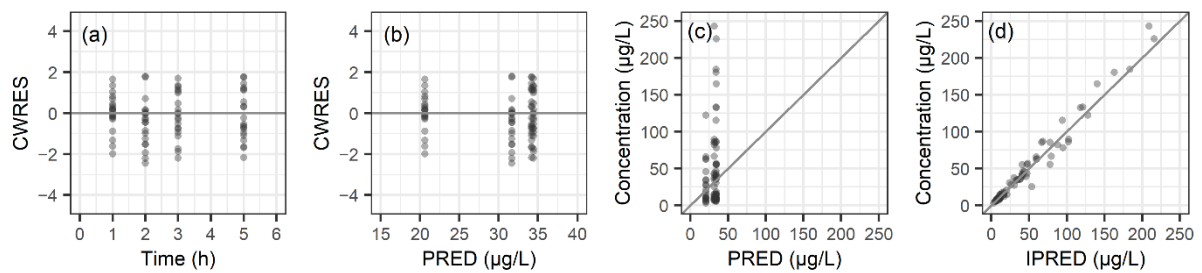 (a)
CWRES
4
2
0
−2
−4
0 1 2 3 4 5 6
Time (h)
(b)
CWRES
4
2
0
−2
−4
15 20 25 30 35 40
PRED (µg/L)
(c)
Concentration (µg/L)
250
200
150
100
50
0
0 50 100 150 200 250
PRED (µg/L)
(d)
Concentration (µg/L)
250
200
150
100
50
0
0 50 100 150 200 250
IPRED (µg/L)